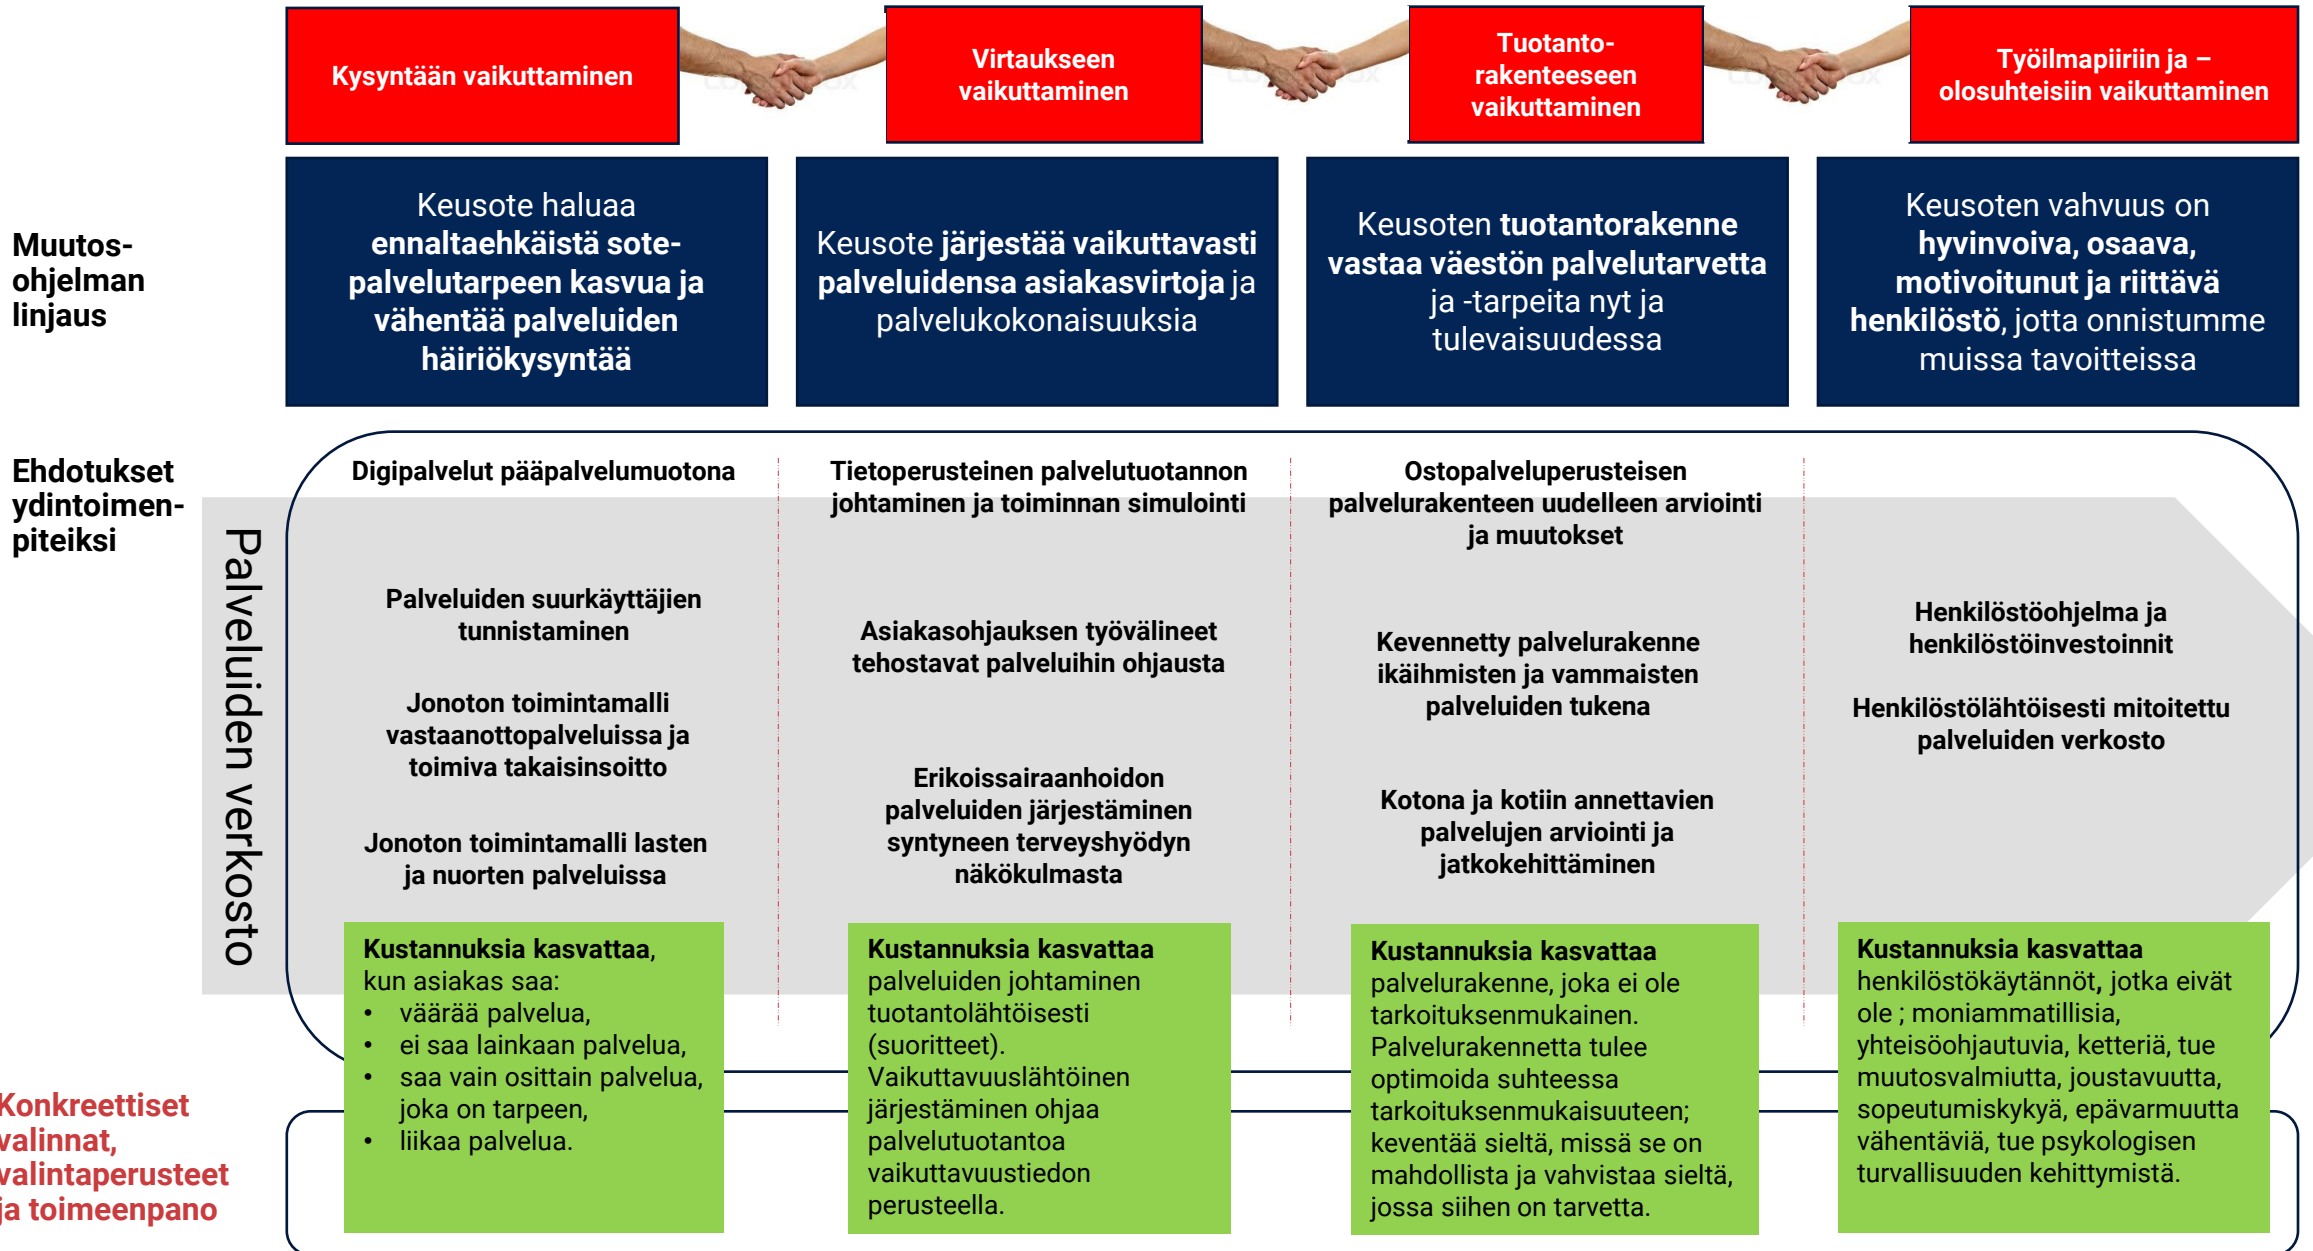 Kysyntään vaikuttaminen
Virtaukseen
vaikuttaminen
Tuotanto-
rakenteeseen
vaikuttaminen
Työilmapiiriin ja –
olosuhteisiin vaikuttaminen
Muutos-
ohjelman
linjaus
Keusote haluaa
ennaltaehkäistä sote-
palvelutarpeen kasvua ja
vähentää palveluiden
häiriökysyntää
Keusote järjestää vaikuttavasti
palveluidensa asiakasvirtoja ja
palvelukokonaisuuksia
Keusoten tuotantorakenne
vastaa väestön palvelutarvetta
ja -tarpeita nyt ja
tulevaisuudessa
Keusoten vahvuus on
hyvinvoiva, osaava,
motivoitunut ja riittävä
henkilöstö, jotta onnistumme
muissa tavoitteissa
Ehdotukset
ydintoimen-
piteiksi
Palveluiden verkosto
Digipalvelut pääpalvelumuotona
Palveluiden suurkäyttäjien
tunnistaminen
Jonoton toimintamalli
vastaanottopalveluissa ja
toimiva takaisinsoitto
Jonoton toimintamalli lasten
ja nuorten palveluissa
Tietoperusteinen palvelutuotannon
johtaminen ja toiminnan simulointi
Asiakasohjauksen työvälineet
tehostavat palveluihin ohjausta
Erikoissairaanhoidon
palveluiden järjestäminen
syntyneen terveyshyödyn
näkökulmasta
Ostopalveluperusteisen
palvelurakenteen uudelleen arviointi
ja muutokset
Kevennetty palvelurakenne
ikäihmisten ja vammaisten
palveluiden tukena
Kotona ja kotiin annettavien
palvelujen arviointi ja
jatkokehittäminen
Henkilöstöohjelma ja
henkilöstöinvestoinnit
Henkilöstölähtöisesti mitoitettu
palveluiden verkosto
Konkreettiset
valinnat,
valintaperusteet
ja toimeenpano
Kustannuksia kasvattaa,
kun asiakas saa:
• väärää palvelua,
• ei saa lainkaan palvelua,
• saa vain osittain palvelua,
joka on tarpeen,
• liikaa palvelua.
Kustannuksia kasvattaa
palveluiden johtaminen
tuotantolähtöisesti
(suoritteet).
Vaikuttavuuslähtöinen
järjestäminen ohjaa
palvelutuotantoa
vaikuttavuustiedon
perusteella.
Kustannuksia kasvattaa
palvelurakenne, joka ei ole
tarkoituksenmukainen.
Palvelurakennetta tulee
optimoida suhteessa
tarkoituksenmukaisuuteen;
keventää sieltä, missä se on
mahdollista ja vahvistaa sieltä,
jossa siihen on tarvetta.
Kustannuksia kasvattaa
henkilöstökäytännöt, jotka eivät
ole ; moniammatillisia,
yhteisöohjautuvia, ketteriä, tue
muutosvalmiutta, joustavuutta,
sopeutumiskykyä, epävarmuutta
vähentäviä, tue psykologisen
turvallisuuden kehittymistä.